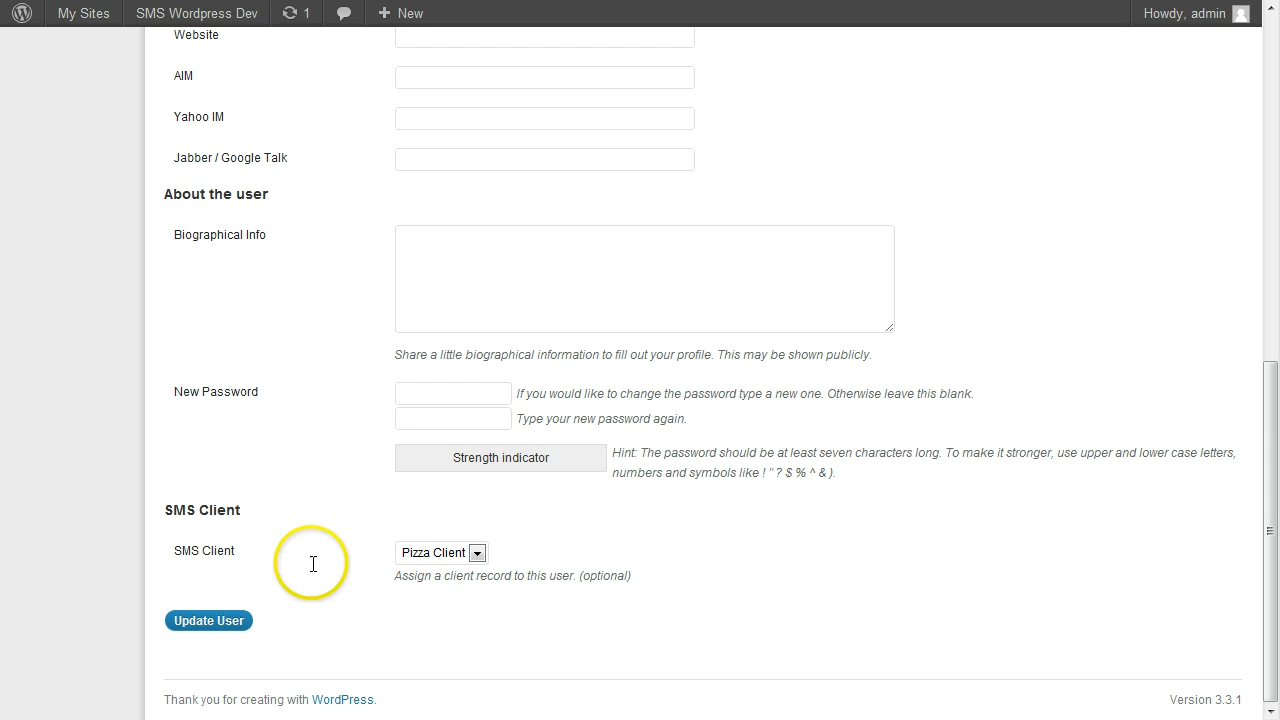 My Sites SMS Wordpress Dev 1 New Howdy, admin
Website
AIM
Yahoo IM
Jabber / Google Talk
About the user
Biographical Info
Share a little biographical information to fill out your profile. This may be shown publicly.
New Password If you would like to change the password type a new one. Otherwise leave this blank.
Type your new password again.
Strength indicator Hint: The password should be at least seven characters long. To make it stronger, use upper and lower case letters,
numbers and symbols like ! " ? $ % ^ & ).
SMS Client
SMS Client Pizza Client
Assign a client record to this user. (optional)
Update User
Thank you for creating with WordPress. Version 3.3.1